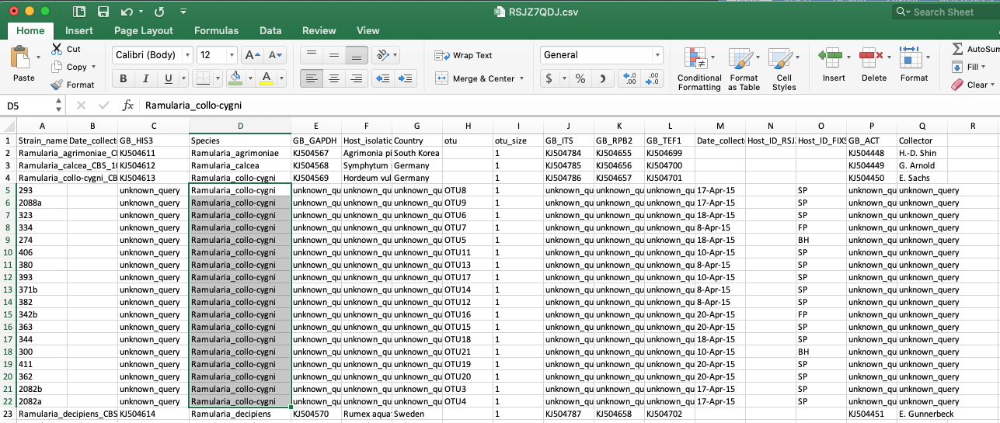 RSJZ7QDJ.csv
Search Sheet
Home Insert Page Layout Formulas Data Review View
Paste
Cut
Copy
Format
Calibri (Body) 12 A A
B I U A
Wrap Text
Merge & Center
General
$ % ) .0 .00 .00 .0
Conditional Formatting
Format as Table
Cell Styles
Insert
Delete
Format
AutoSum
Fill
Clear
D5 fx Ramularia_collo-cygni
A B C D E F G H I J K L M N O P Q R
1 Strain_name Date_collect GB_HIS3 Species GB_GAPDH Host_isolatic Country otu otu_size GB_ITS GB_RPB2 GB_TEF1 Date_collect Host_ID_RSJ Host_ID_FIXS GB_ACT Collector
2 Ramularia_agrimoniae_C KJ504611 Ramularia_agrimoniae KJ504567 Agrimonia pi South Korea 1 KJ504784 KJ504655 KJ504699 KJ504448 H.-D. Shin
3 Ramularia_calcea_CBS_10 KJ504612 Ramularia_calcea KJ504568 Symphytum Germany 1 KJ504785 KJ504656 KJ504700 KJ504449 G. Arnold
4 Ramularia_collo-cygni_CB KJ504613 Ramularia_collo-cygni KJ504569 Hordeum vul Germany 1 KJ504786 KJ504657 KJ504701 KJ504450 E. Sachs
5 293 unknown_query Ramularia_collo-cygni unknown_qu unknown_qu unknown_qu OTU8 1 unknown_qu unknown_qu unknown_qu 17-Apr-15 SP unknown_qu unknown_query
6 2088a unknown_query Ramularia_collo-cygni unknown_qu unknown_qu unknown_qu OTU9 1 unknown_qu unknown_qu unknown_qu 17-Apr-15 SP unknown_qu unknown_query
7 323 unknown_query Ramularia_collo-cygni unknown_qu unknown_qu unknown_qu OTU6 1 unknown_qu unknown_qu unknown_qu 18-Apr-15 SP unknown_qu unknown_query
8 334 unknown_query Ramularia_collo-cygni unknown_qu unknown_qu unknown_qu OTU7 1 unknown_qu unknown_qu unknown_qu 8-Apr-15 FP unknown_qu unknown_query
9 274 unknown_query Ramularia_collo-cygni unknown_qu unknown_qu unknown_qu OTU5 1 unknown_qu unknown_qu unknown_qu 18-Apr-15 BH unknown_qu unknown_query
10 406 unknown_query Ramularia_collo-cygni unknown_qu unknown_qu unknown_qu OTU11 1 unknown_qu unknown_qu unknown_qu 10-Apr-15 SP unknown_qu unknown_query
11 380 unknown_query Ramularia_collo-cygni unknown_qu unknown_qu unknown_qu OTU13 1 unknown_qu unknown_qu unknown_qu 8-Apr-15 SP unknown_qu unknown_query
12 393 unknown_query Ramularia_collo-cygni unknown_qu unknown_qu unknown_qu OTU17 1 unknown_qu unknown_qu unknown_qu 10-Apr-15 SP unknown_qu unknown_query
13 371b unknown_query Ramularia_collo-cygni unknown_qu unknown_qu unknown_qu OTU14 1 unknown_qu unknown_qu unknown_qu 8-Apr-15 SP unknown_qu unknown_query
14 382 unknown_query Ramularia_collo-cygni unknown_qu unknown_qu unknown_qu OTU12 1 unknown_qu unknown_qu unknown_qu 8-Apr-15 SP unknown_qu unknown_query
15 342b unknown_query Ramularia_collo-cygni unknown_qu unknown_qu unknown_qu OTU16 1 unknown_qu unknown_qu unknown_qu 20-Apr-15 FP unknown_qu unknown_query
16 363 unknown_query Ramularia_collo-cygni unknown_qu unknown_qu unknown_qu OTU15 1 unknown_qu unknown_qu unknown_qu 20-Apr-15 SP unknown_qu unknown_query
17 344 unknown_query Ramularia_collo-cygni unknown_qu unknown_qu unknown_qu OTU18 1 unknown_qu unknown_qu unknown_qu 18-Apr-15 SP unknown_qu unknown_query
18 300 unknown_query Ramularia_collo-cygni unknown_qu unknown_qu unknown_qu OTU21 1 unknown_qu unknown_qu unknown_qu 10-Apr-15 BH unknown_qu unknown_query
19 411 unknown_query Ramularia_collo-cygni unknown_qu unknown_qu unknown_qu OTU19 1 unknown_qu unknown_qu unknown_qu 20-Apr-15 SP unknown_qu unknown_query
20 362 unknown_query Ramularia_collo-cygni unknown_qu unknown_qu unknown_qu OTU20 1 unknown_qu unknown_qu unknown_qu 20-Apr-15 SP unknown_qu unknown_query
21 2082b unknown_query Ramularia_collo-cygni unknown_qu unknown_qu unknown_qu OTU3 1 unknown_qu unknown_qu unknown_qu 17-Apr-15 SP unknown_qu unknown_query
22 2082a unknown_query Ramularia_collo-cygni unknown_qu unknown_qu unknown_qu OTU4 1 unknown_qu unknown_qu unknown_qu 17-Apr-15 SP unknown_qu unknown_query
23 Ramularia_decipiens_CBS KJ504614 Ramularia_decipiens KJ504570 Rumex aqua Sweden 1 KJ504787 KJ504658 KJ504702 KJ504451 E. Gunnerbeck